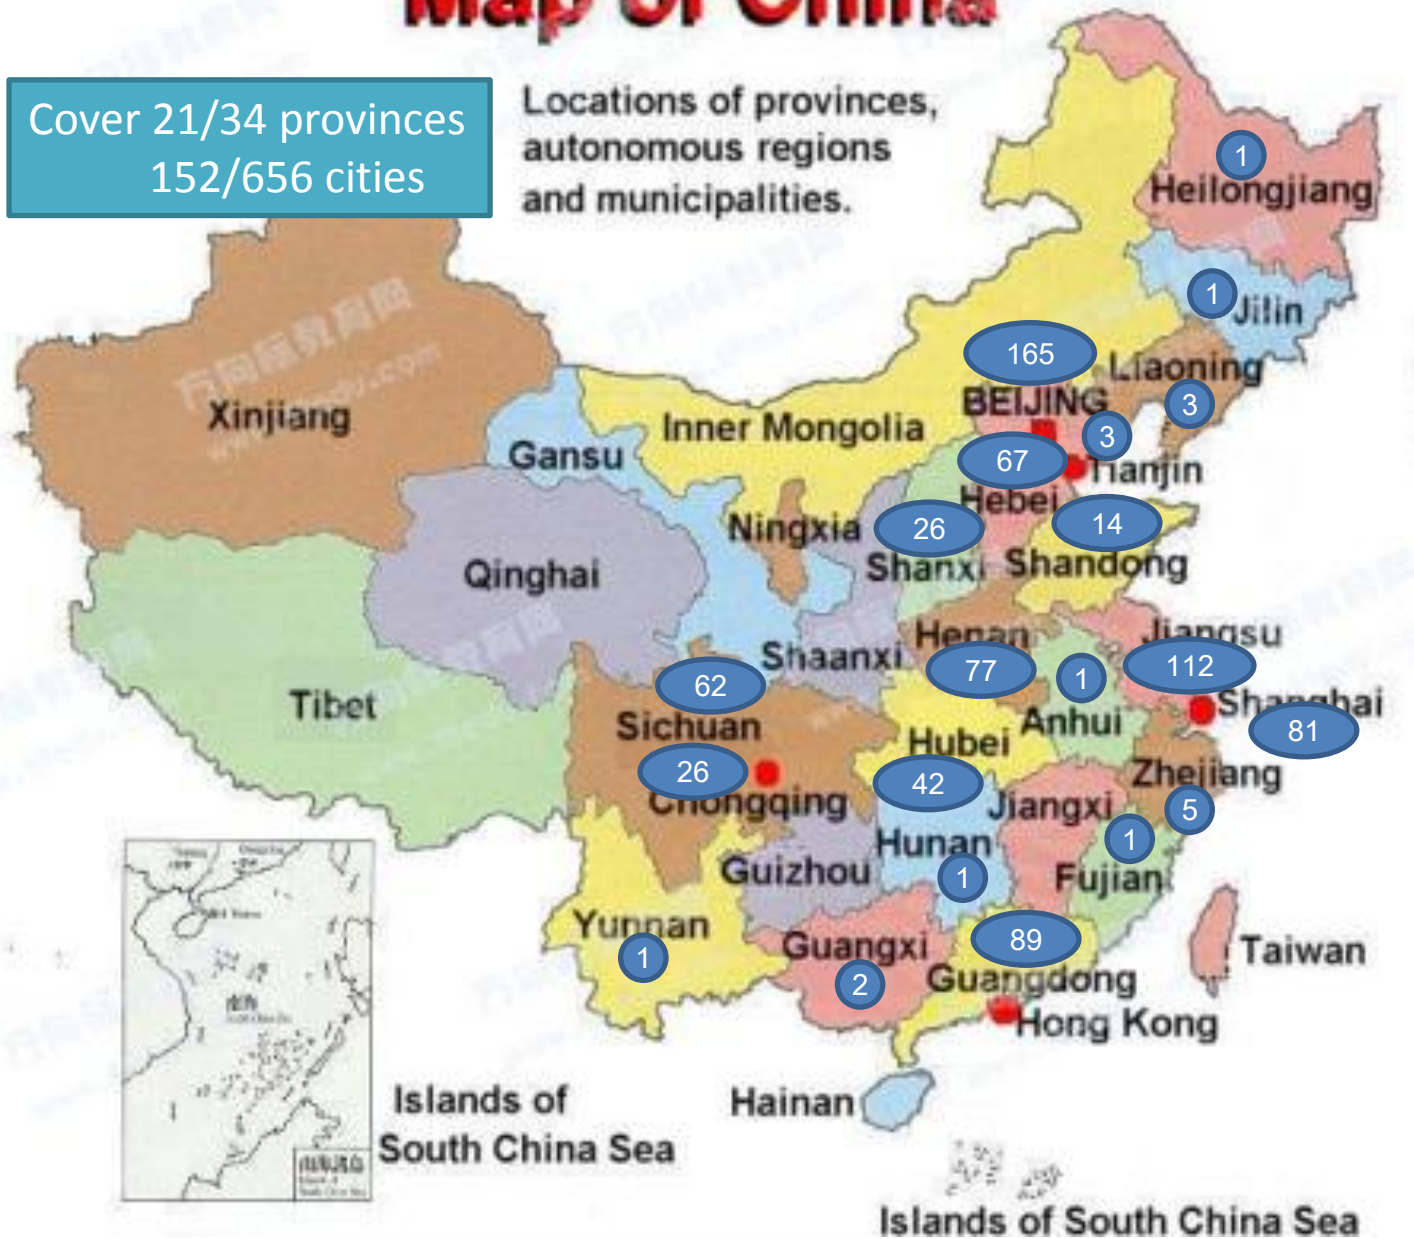 Map of China
Cover 21/34 provinces
152/656 cities
Locations of provinces,
autonomous regions
and municipalities.
1
Heilongjiang
1
Jilin
165
Liaoning
BEIJING
3
3
Xinjiang
Inner Mongolia
Gansu
67
Tianjin
Hebei
Ningxia
26
14
Shanxi
Shandong
Qinghai
Henan
Jiangsu
Shaanxi
77
1
112
62
Tibet
Shanghai
Sichuan
Anhui
81
Hubei
26
42
Zhejiang
Chongqing
Jiangxi
5
Hunan
1
Guizhou
1
Fujian
Yunnan
1
Guangxi
89
2
Guangdong
Taiwan
Hong Kong
Hainan
Islands of
South China Sea
Islands of South China Sea